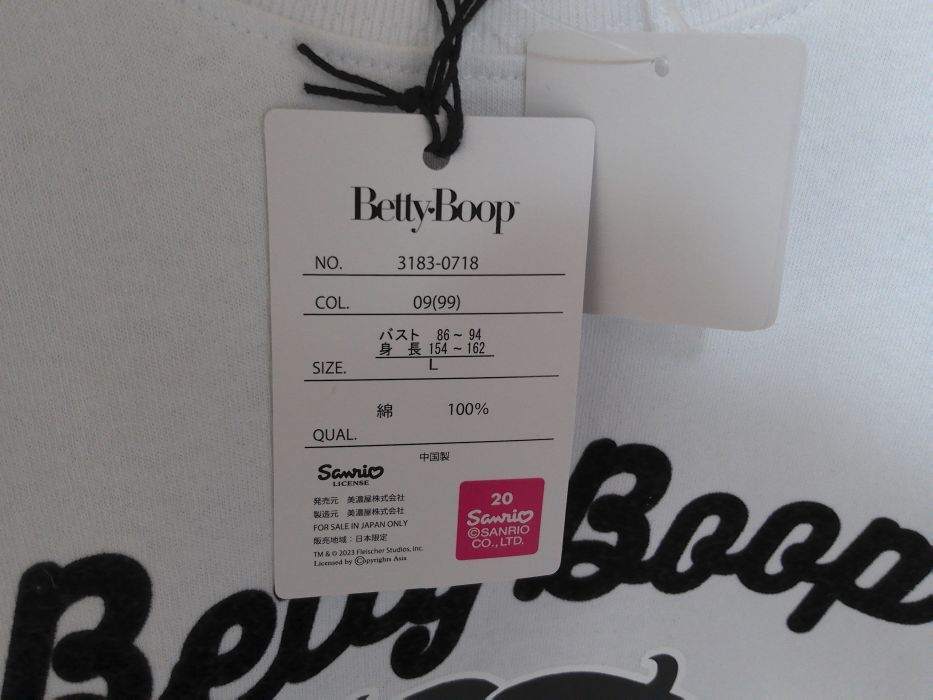 Betty Boop™
NO. 3183-0718
COL. 09(99)
バスト 86～94
身長 154～162
SIZE. L
綿 100%
QUAL.
中国製
Sanrio
LICENSE
発売元 美濃屋株式会社
製造元 美濃屋株式会社
FOR SALE IN JAPAN ONLY
販売地域：日本限定
TM & © 2023 Fleischer Studios, Inc.
Licensed by Copyrights Asia
20
Sanrio
©SANRIO
CO., LTD.
Betty Boop